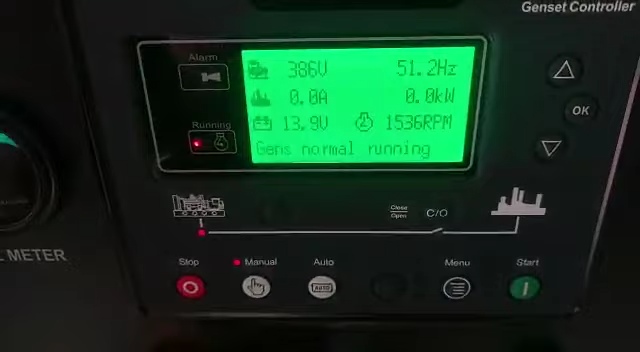 Genset Controller
Alarm
386V 51.2Hz
0.0A 0.0kW
Running
13.9V 1536RPM
Gens normal running
OK
Close
Open
C/O
METER
Stop
Manual
Auto
Menu
Start
AUTO